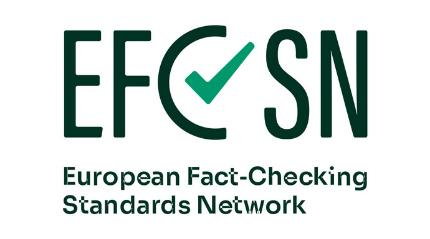 EFCSN
European Fact-Checking
Standards Network